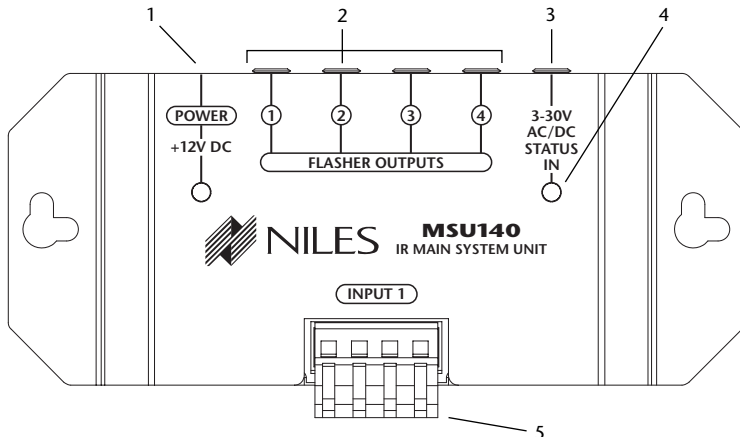 1
2
3
4
POWER
+12V DC
1
2
3
4
FLASHER OUTPUTS
3-30V
AC/DC
STATUS
IN
NILES
MSU140
IR MAIN SYSTEM UNIT
INPUT 1
5